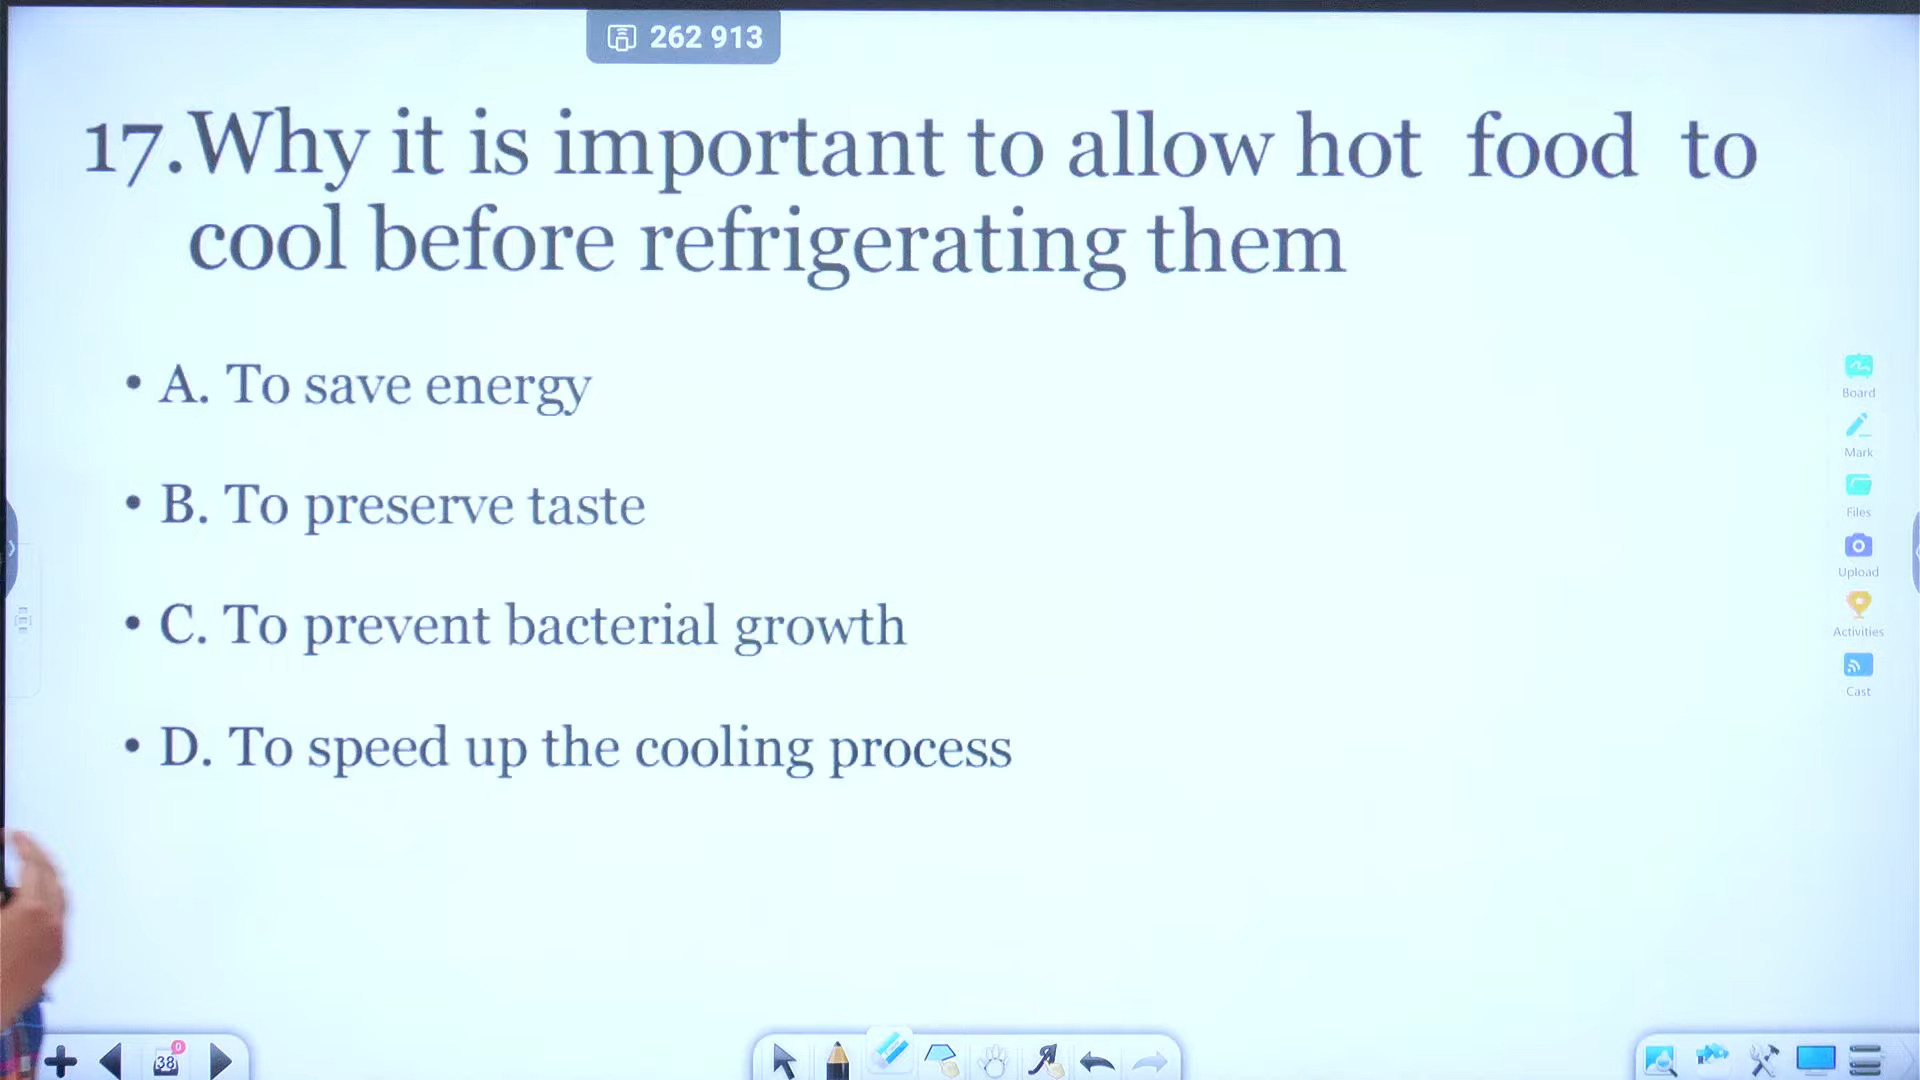 262 913
17.Why it is important to allow hot food to
cool before refrigerating them
• A. To save energy
• B. To preserve taste
• C. To prevent bacterial growth
• D. To speed up the cooling process
Board
Mark
Files
Upload
Activities
Cast
38
0